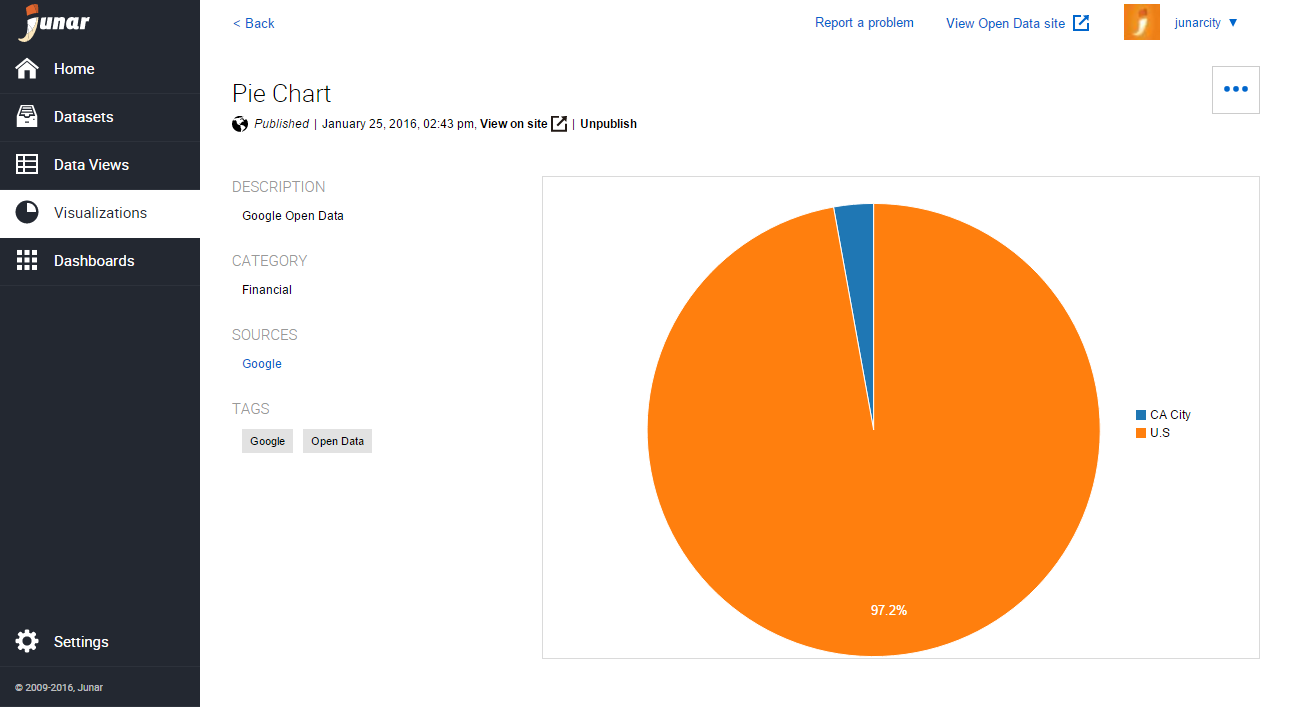 junar
Home
Datasets
Data Views
Visualizations
Dashboards
Settings
© 2009-2016, Junar
< Back
Report a problem
View Open Data site
junarcity ▼
Pie Chart
Published | January 25, 2016, 02:43 pm, View on site | Unpublish
DESCRIPTION
Google Open Data
CATEGORY
Financial
SOURCES
Google
TAGS
Google Open Data
CA City
U.S
97.2%